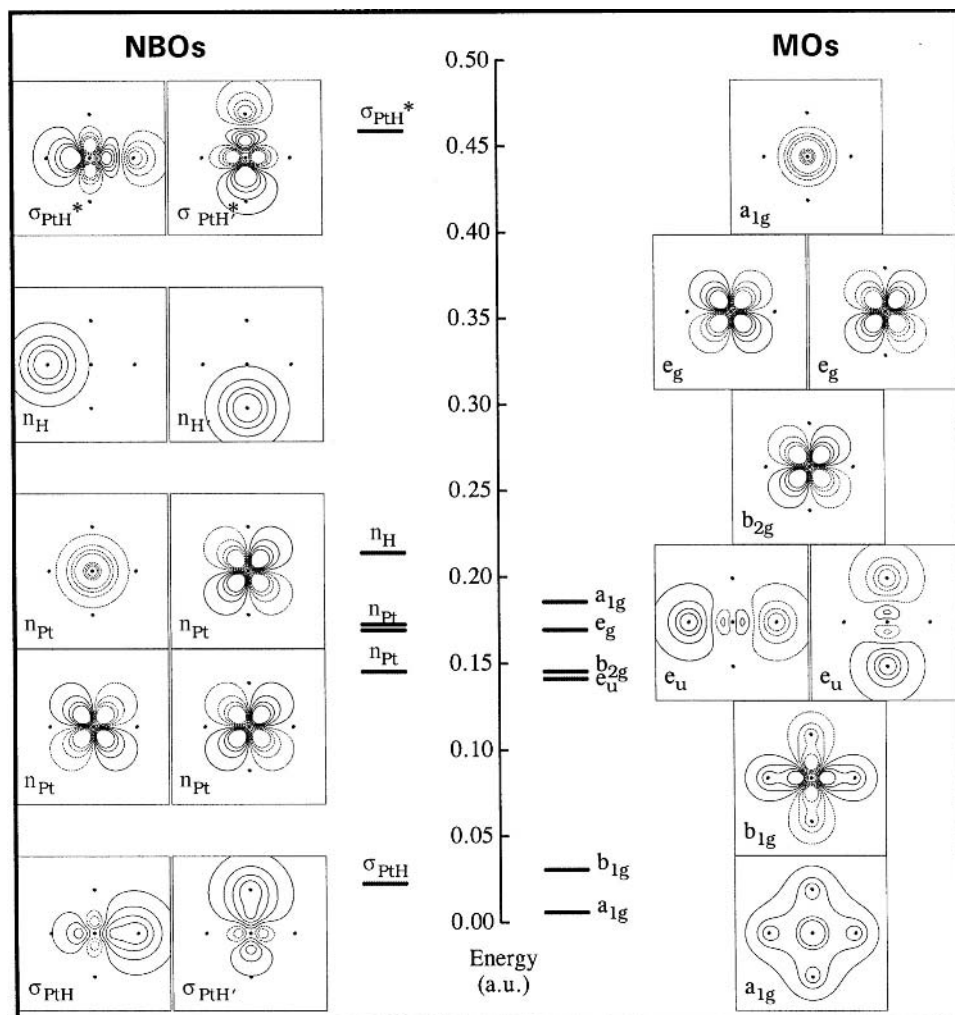 NBOs
MOs
0.50
σPtH*
0.45
σPtH*
σPtH'*
a1g
0.40
0.35
eg
eg
nH
nH'
0.30
0.25
b2g
nH
0.20
nPt
nPt
nPt
a1g
eg
nPt
0.15
b2g
eu
eu
eu
nPt
nPt
0.10
b1g
0.05
σPtH
b1g
a1g
0.00
Energy
(a.u.)
σPtH
σPtH'
a1g